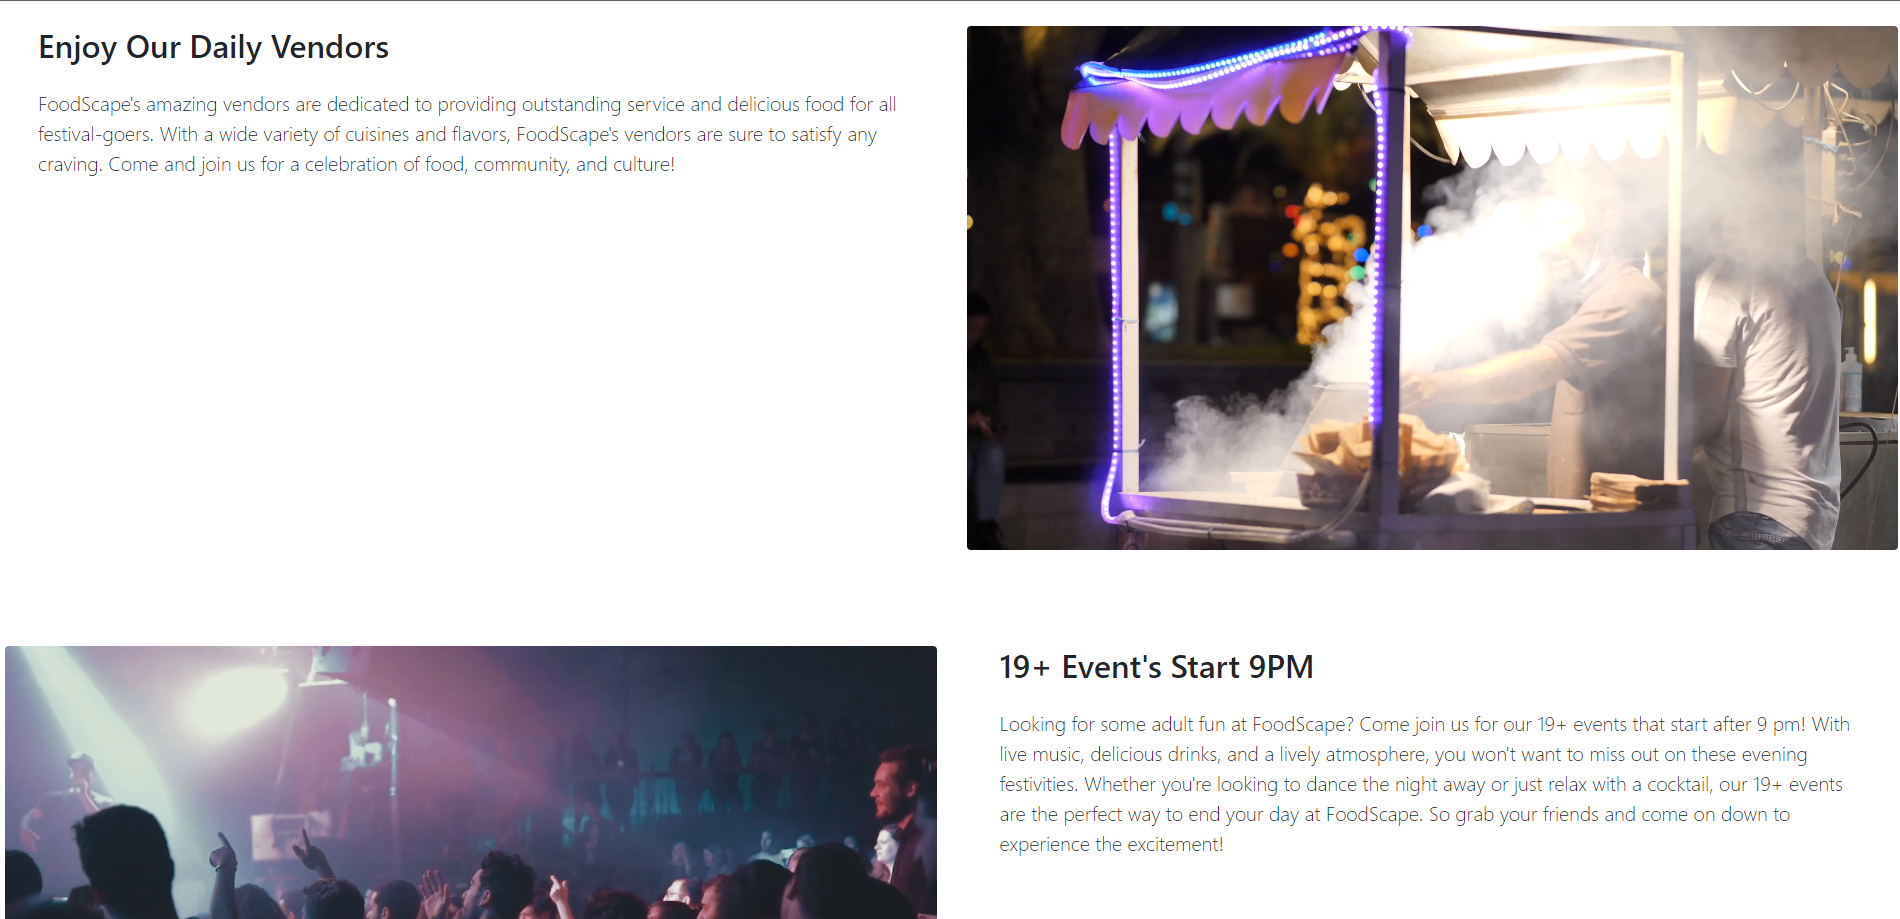 Enjoy Our Daily Vendors
FoodScape's amazing vendors are dedicated to providing outstanding service and delicious food for all
festival-goers. With a wide variety of cuisines and flavors, FoodScape's vendors are sure to satisfy any
craving. Come and join us for a celebration of food, community, and culture!
19+ Event's Start 9PM
Looking for some adult fun at FoodScape? Come join us for our 19+ events that start after 9 pm! With
live music, delicious drinks, and a lively atmosphere, you won't want to miss out on these evening
festivities. Whether you're looking to dance the night away or just relax with a cocktail, our 19+ events
are the perfect way to end your day at FoodScape. So grab your friends and come on down to
experience the excitement!